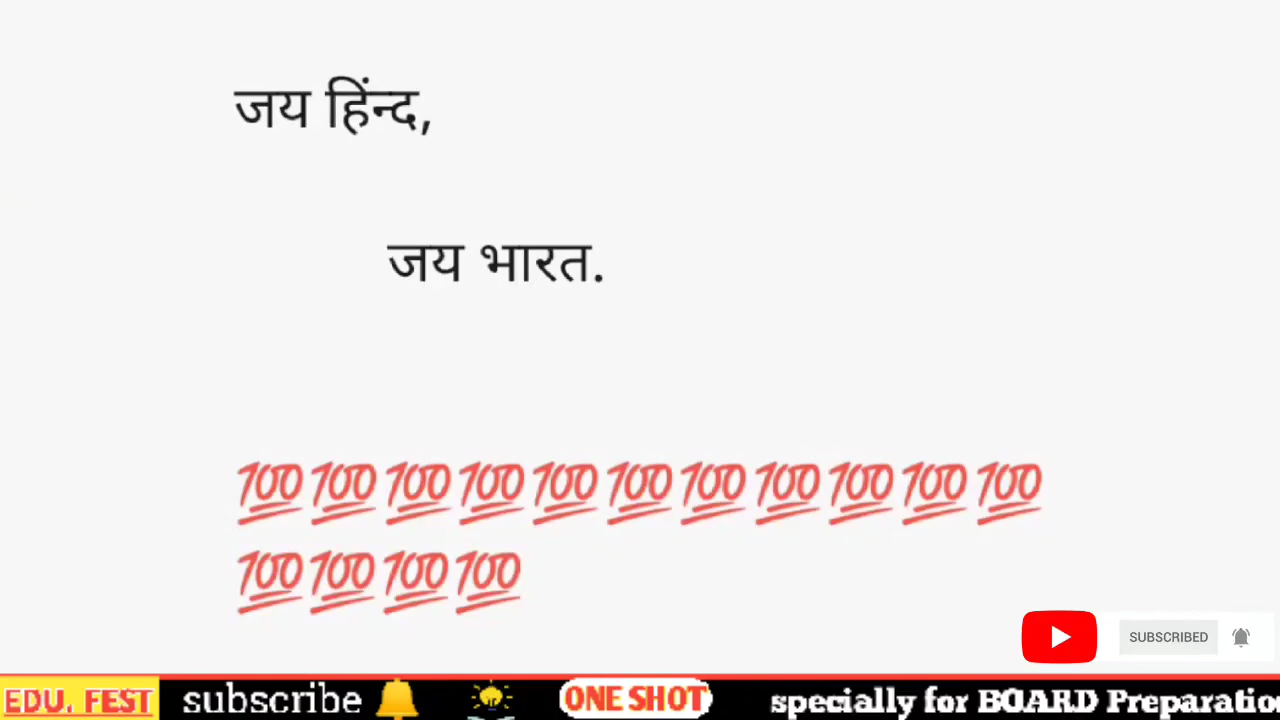 जय हिंन्द,
जय भारत.
💯💯💯💯💯💯💯💯💯💯💯
💯💯💯💯
SUBSCRIBED
EDU. FEST subscribe 🔔 ONE SHOT specially for BOARD Preparatio